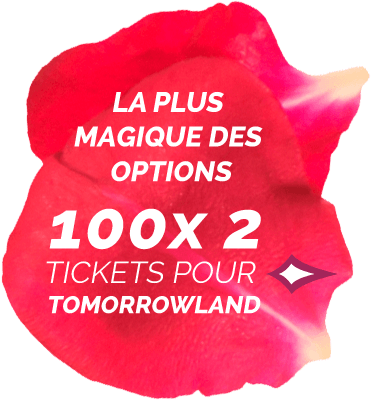 LA PLUS
MAGIQUE DES
OPTIONS
100x 2
TICKETS POUR
TOMORROWLAND